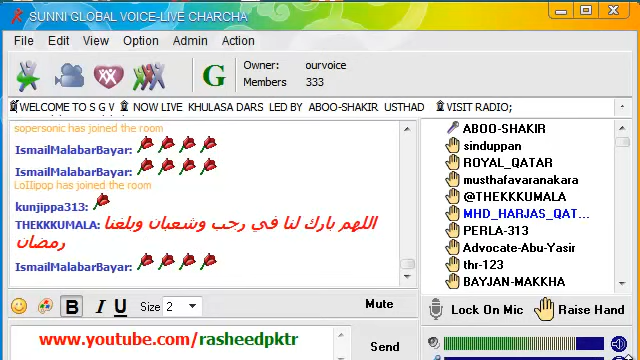 SUNNI GLOBAL VOICE-LIVE CHARCHA
File Edit View Option Admin Action
Owner: ourvoice
Members 333
G
WELCOME TO S G V NOW LIVE KHULASA DARS LED BY ABOO-SHAKIR USTHAD VISIT RADIO;
sopersonic has joined the room
IsmailMalabarBayar:
IsmailMalabarBayar:
LoIlipop has joined the room
kunjippa313:
THEKKKUMALA: اللهم بارك لنا في رجب وشعبان وبلغنا
رمضان
IsmailMalabarBayar:
ABOO-SHAKIR
sinduppan
ROYAL_QATAR
musthafavaranakara
@THEKKKUMALA
MHD_HARJAS_QAT...
PERLA-313
Advocate-Abu-Yasir
thr-123
BAYJAN-MAKKHA
B I U Size 2 Mute
Lock On Mic Raise Hand
www.youtube.com/rasheedpktr
Send